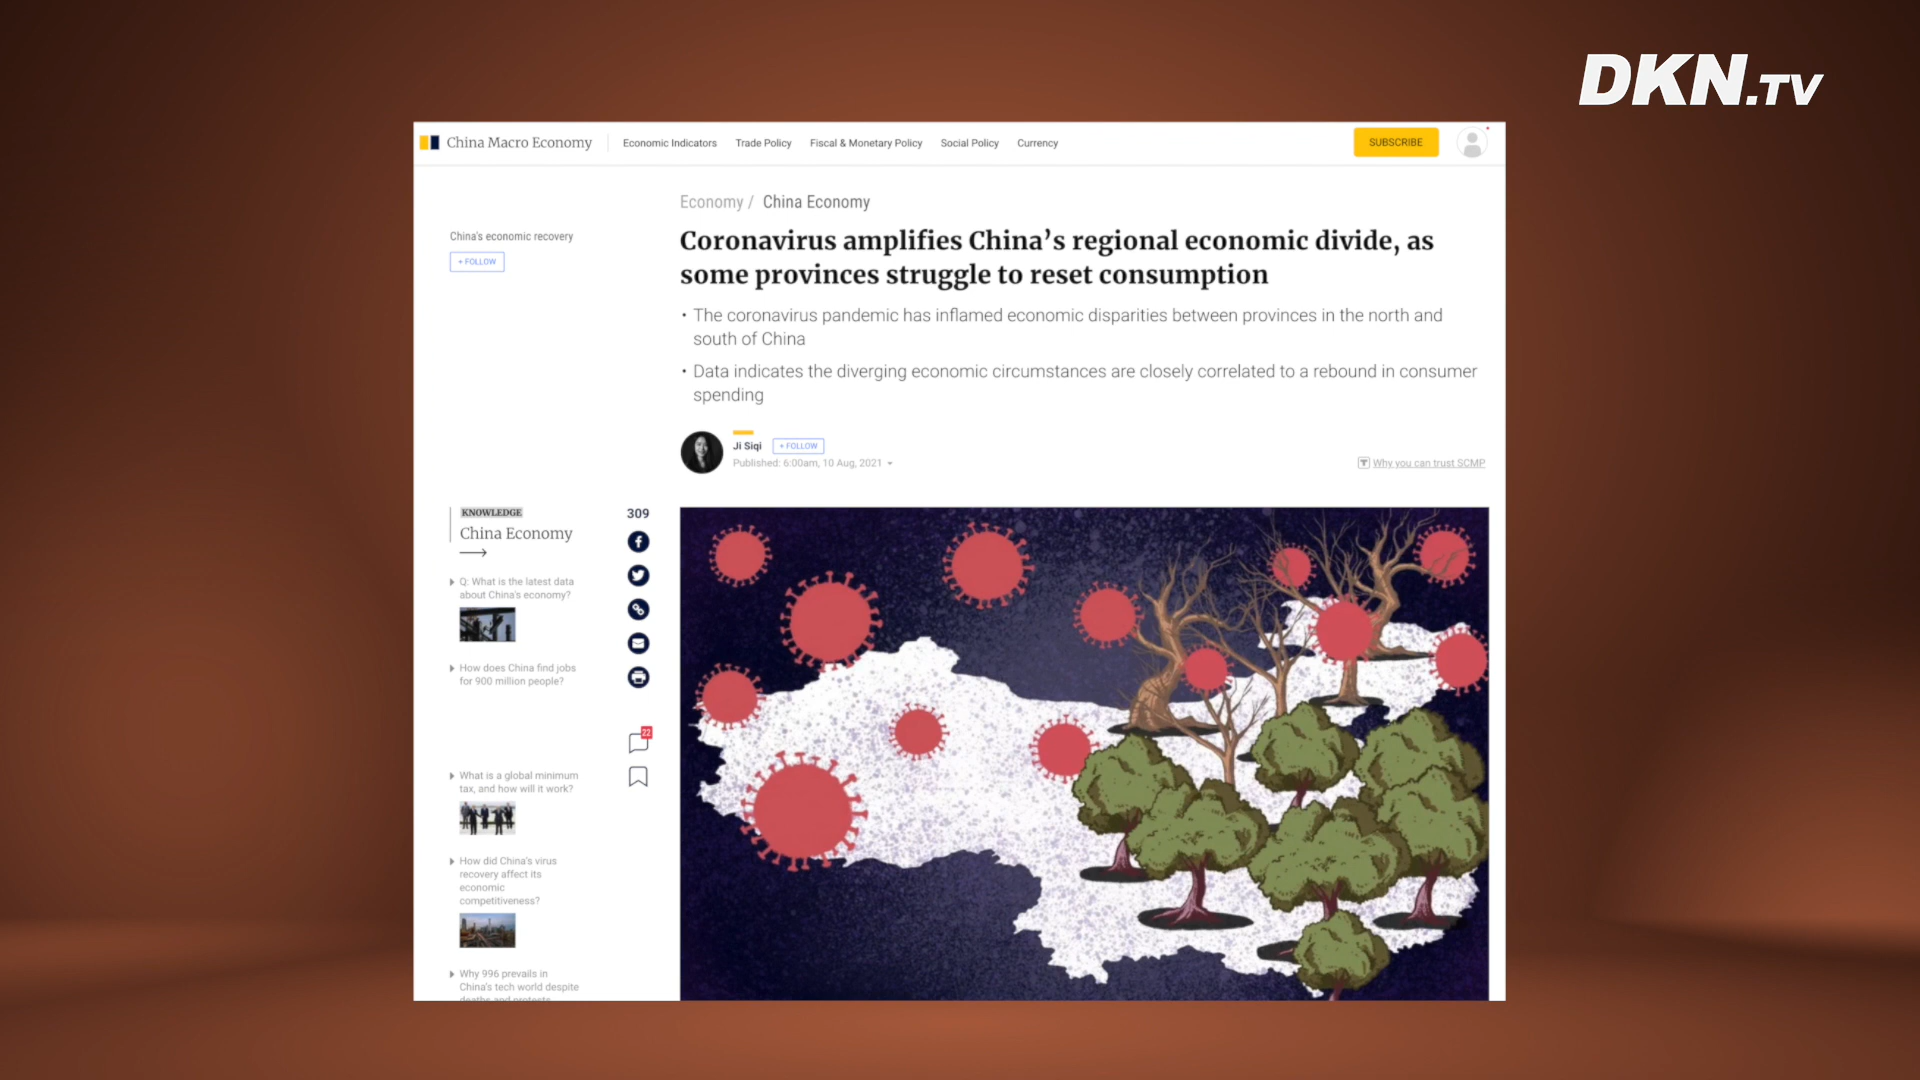 DKN.TV
China Macro Economy
Economic Indicators
Trade Policy
Fiscal & Monetary Policy
Social Policy
Currency
SUBSCRIBE
Economy / China Economy
China's economic recovery
+ FOLLOW
Coronavirus amplifies China’s regional economic divide, as
some provinces struggle to reset consumption
• The coronavirus pandemic has inflamed economic disparities between provinces in the north and
south of China
• Data indicates the diverging economic circumstances are closely correlated to a rebound in consumer
spending
Ji Siqi
+ FOLLOW
Published: 6:00am, 10 Aug, 2021
Why you can trust SCMP
KNOWLEDGE
China Economy
Q: What is the latest data
about China's economy?
How does China find jobs
for 900 million people?
What is a global minimum
tax, and how will it work?
How did China's virus
recovery affect its
economic
competitiveness?
Why 996 prevails in
China's tech world despite
deaths and protests
309
22